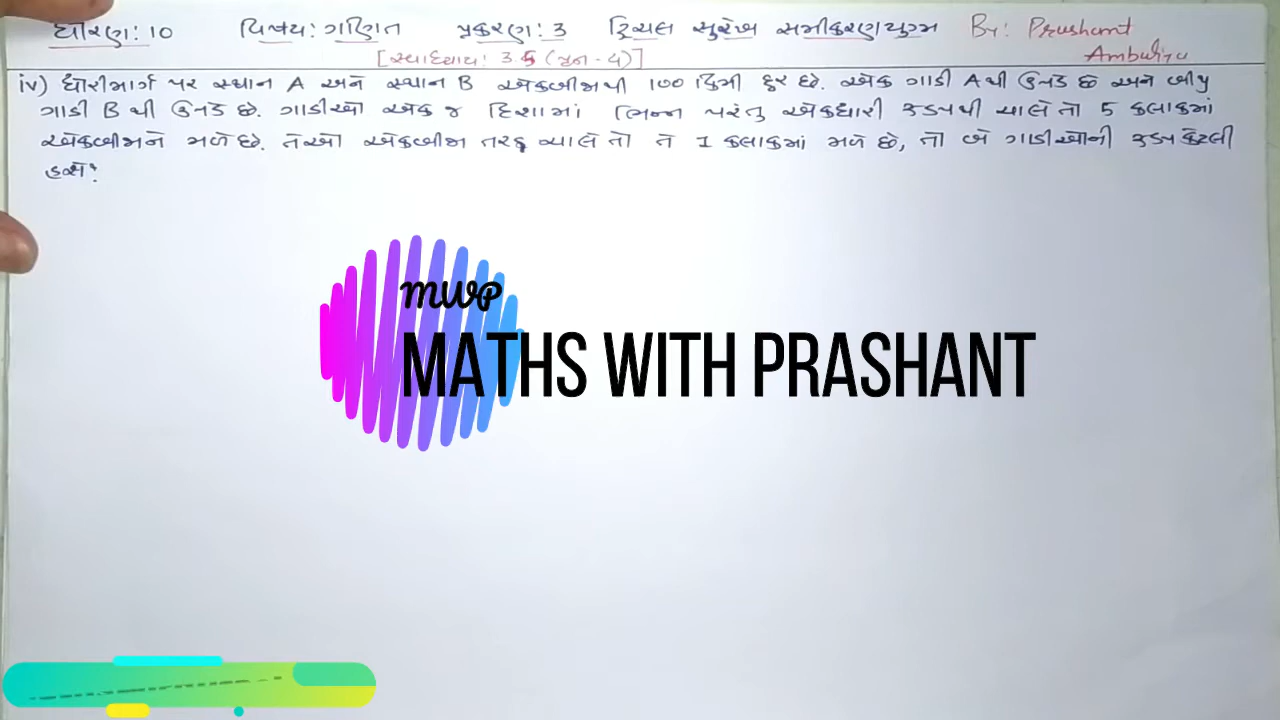 ધોરણ: 10 વિષય: ગણિત પ્રકરણ: 3 દ્વિચલ સુરેખ સમીકરણયુગ્મ By: Prashant Ambaliya
[સ્વાધ્યાય: 3.5 (પ્રશ્ન - 4)]
iv) ધોરીમાર્ગ પર સ્થાન A અને સ્થાન B એકબીજાથી 100 કિમી દૂર છે. એક ગાડી A થી ઉપડે છે અને બીજી
ગાડી B થી ઉપડે છે. ગાડીઓ એક જ દિશામાં ભિન્ન પરંતુ એકધારી ઝડપથી ચાલે તો 5 કલાકમાં
એકબીજાને મળે છે. તેઓ એકબીજા તરફ ચાલે તો તે 1 કલાકમાં મળે છે, તો બે ગાડીઓની ઝડપ કેટલી
હશે?
mwp
MATHS WITH PRASHANT